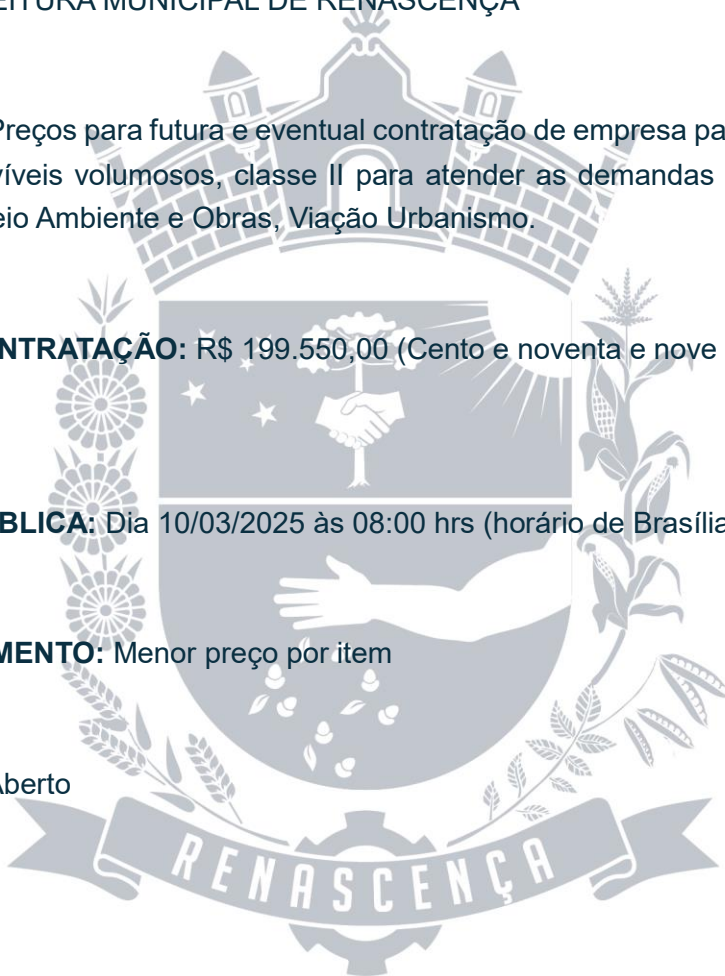 EITURA MUNICIPAL DE RENASCENÇA
Preços para futura e eventual contratação de empresa pa
víveis volumosos, classe II para atender as demandas
eio Ambiente e Obras, Viação Urbanismo.
NTRATAÇÃO: R$ 199.550,00 (Cento e noventa e nove
BLICA: Dia 10/03/2025 às 08:00 hrs (horário de Brasília
MENTO: Menor preço por item
Aberto
RENASCENÇA